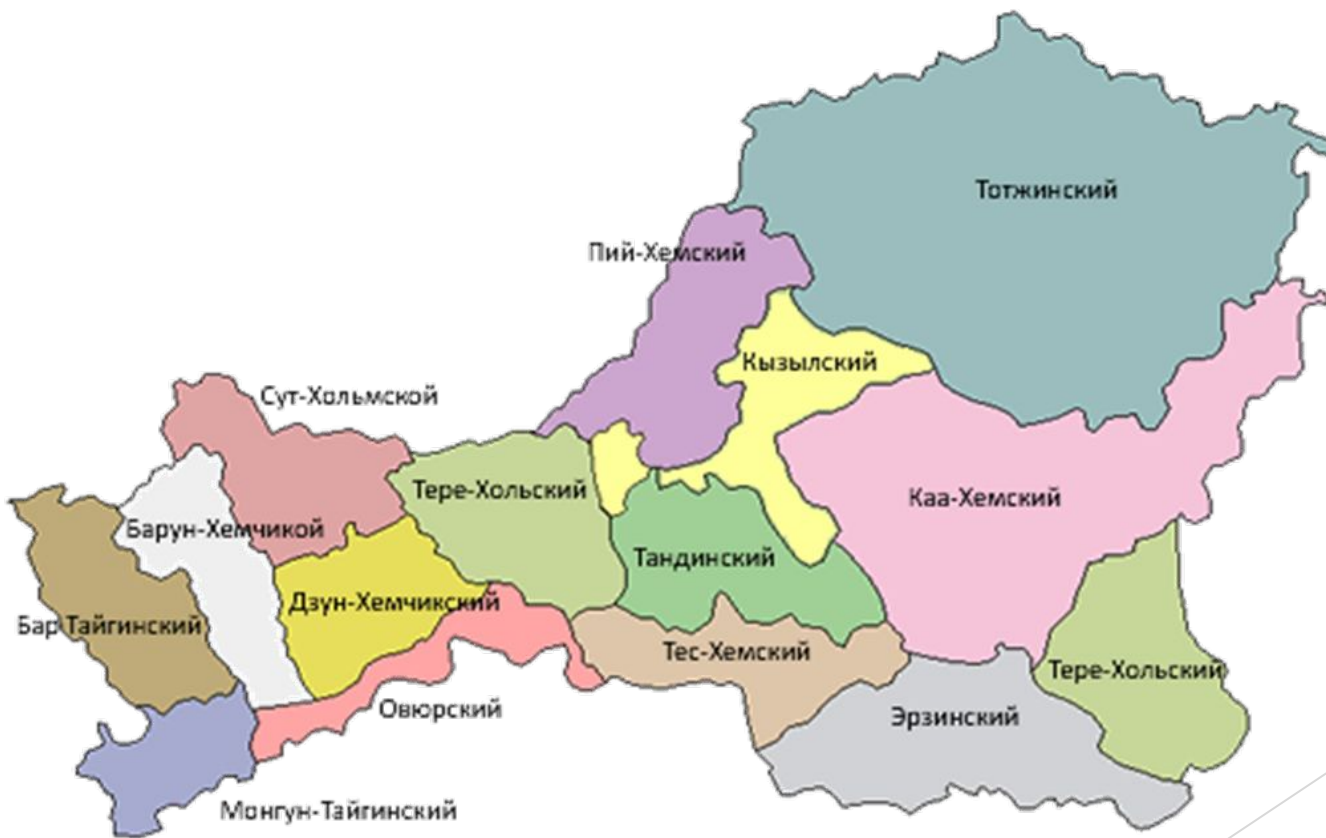 Тотжинский
Пий-Хемский
Кызылский
Сут-Хольмской
Тере-Хольский
Каа-Хемский
Барун-Хемчикой
Тандинский
Дзун-Хемчикский
Бар Тайгинский
Тес-Хемский
Тере-Хольский
Овюрский
Эрзинский
Монгун-Тайгинский